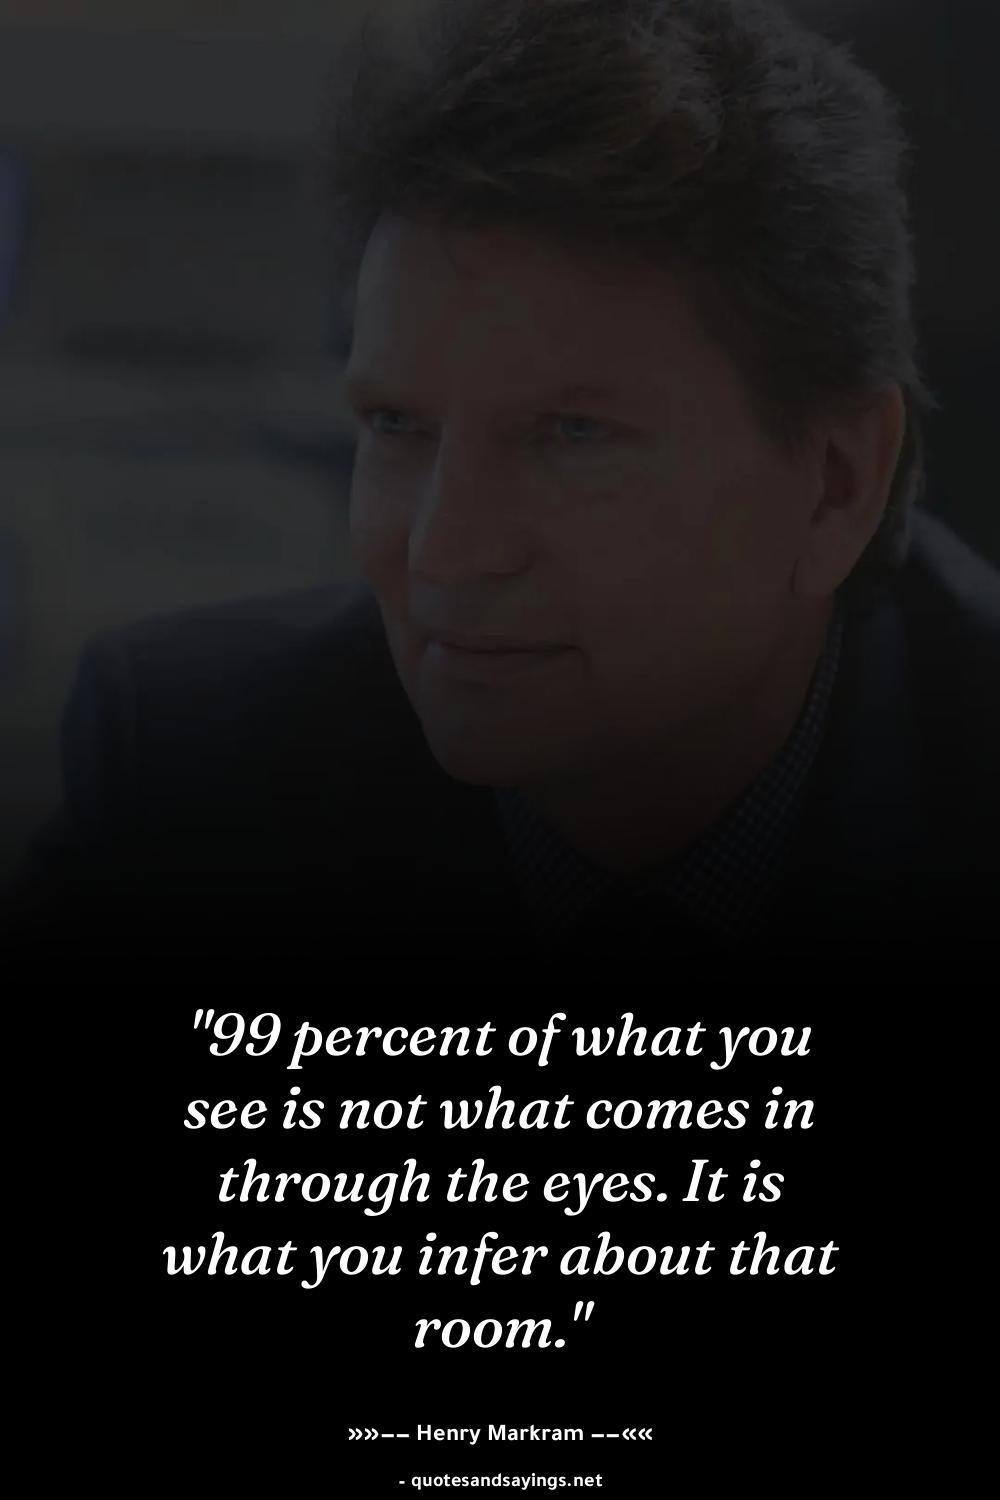 "99 percent of what you
see is not what comes in
through the eyes. It is
what you infer about that
room."
»»—— Henry Markram ——««
- quotesandsayings.net